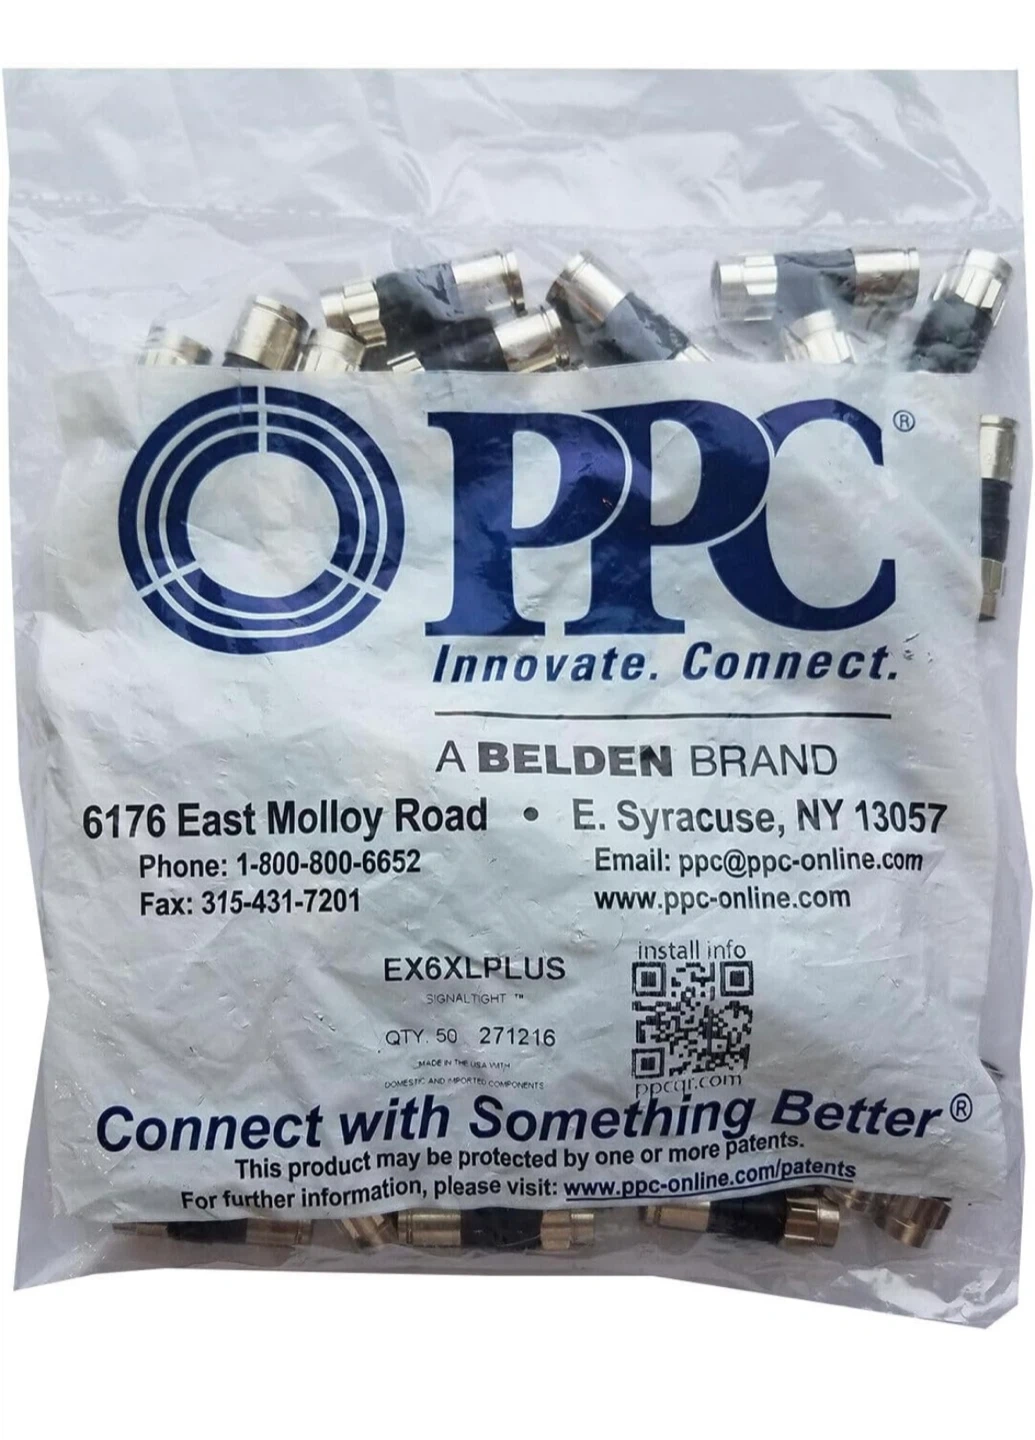 PPC®
Innovate. Connect.
A BELDEN BRAND
6176 East Molloy Road • E. Syracuse, NY 13057
Phone: 1-800-800-6652 Email: ppc@ppc-online.com
Fax: 315-431-7201 www.ppc-online.com
install info
EX6XLPLUS
SIGNALTIGHT ™
QTY. 50 271216
MADE IN THE USA WITH
DOMESTIC AND IMPORTED COMPONENTS
ppcqr.com
Connect with Something Better®
This product may be protected by one or more patents.
For further information, please visit: www.ppc-online.com/patents